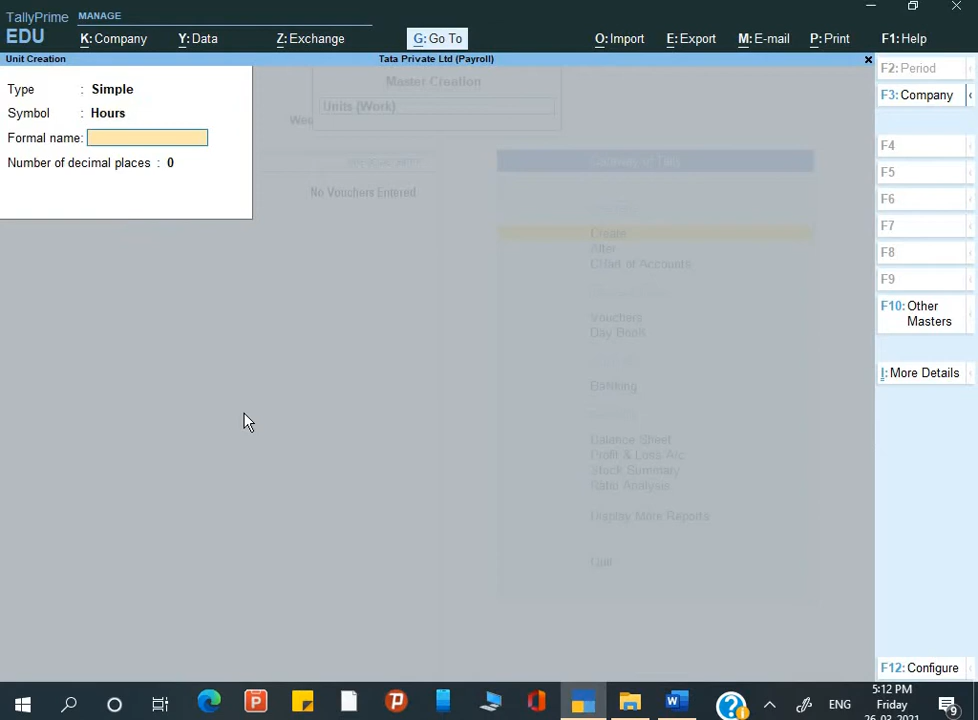 TallyPrime MANAGE
EDU
K: Company Y: Data Z: Exchange G: Go To O: Import E: Export M: E-mail P: Print F1: Help
Unit Creation Tata Private Ltd (Payroll)
Type : Simple
Symbol : Hours
Formal name:
Number of decimal places : 0
Master Creation
Units (Work)
No Vouchers Entered
Create
Alter
Chart of Accounts
Vouchers
Day Book
Banking
Balance Sheet
Profit & Loss A/c
Stock Summary
Ratio Analysis
Display More Reports
Quit
F2: Period
F3: Company
F4
F5
F6
F7
F8
F9
F10: Other
Masters
I: More Details
F12: Configure
ENG
5:12 PM
Friday
26-03-2021
9